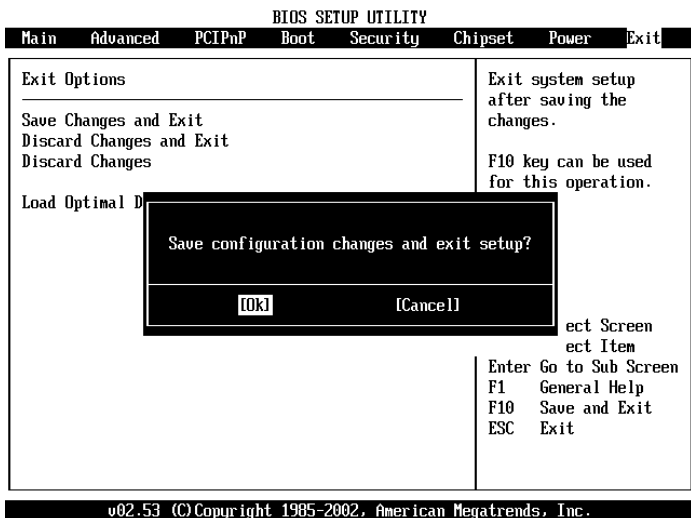 BIOS SETUP UTILITY
Main Advanced PCIPnP Boot Security Chipset Power Exit
Exit Options
Save Changes and Exit
Discard Changes and Exit
Discard Changes
Load Optimal D
Exit system setup
after saving the
changes.
F10 key can be used
for this operation.
Save configuration changes and exit setup?
[Ok] [Cancel]
ect Screen
ect Item
Enter Go to Sub Screen
F1 General Help
F10 Save and Exit
ESC Exit
v02.53 (C)Copyright 1985-2002, American Megatrends, Inc.